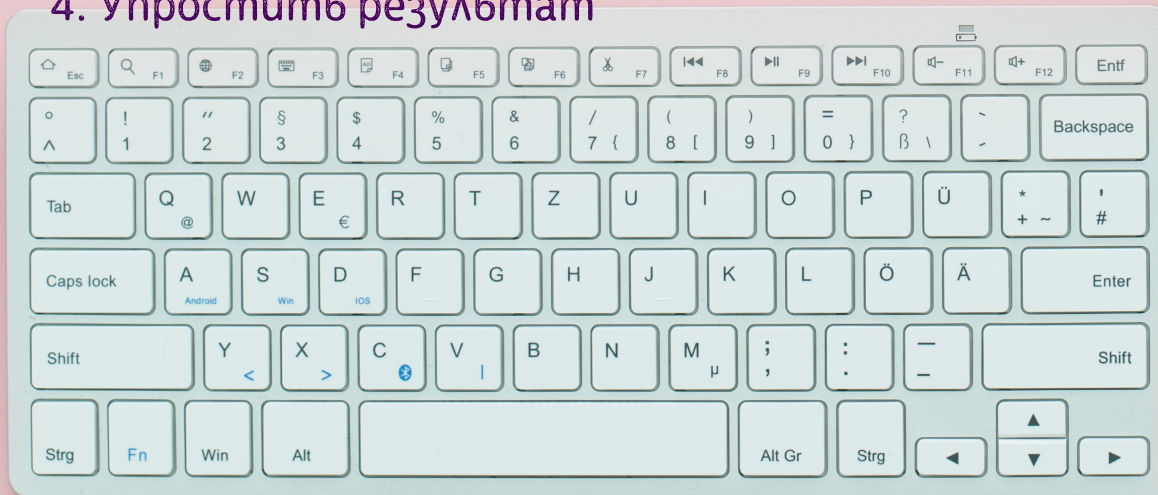 4. Упростить результат
Esc F1 F2 F3 Alt F4 F5 F6 F7 F8 F9 F10 F11 F12 Entf
° ! " § $ % & / ( ) = ? ` Backspace
^ 1 2 3 4 5 6 7 { 8 [ 9 ] 0 } ß \ ´
Tab Q @ W E € R T Z U I O P Ü * + ~ ' #
Caps lock A S D F G H J K L Ö Ä Enter
Android Win IOS
Shift Y < X > C V | B N M µ ; , : . — _ Shift
Strg Fn Win Alt Alt Gr Strg